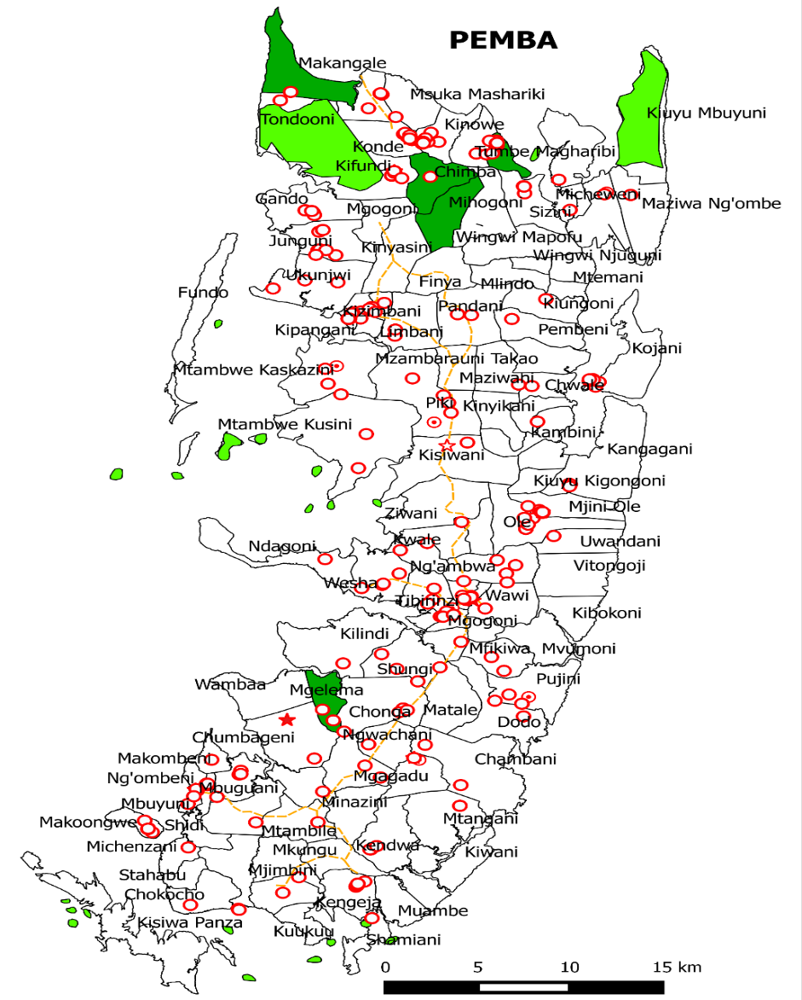 PEMBA
Makangale
Msuka Mashariki
Kiuyu Mbuyuni
Tondooni
Kinowe
Konde
Tumbe Magharibi
Kifundi
Chimba
Gando
Mgogoni
Mihogoni
Micheweni
Maziwa Ng'ombe
Sizini
Junguni
Kinyasini
Wingwi Mapofu
Wingwi Njuguni
Ukunjwi
Finya
Mlindo
Mtemani
Fundo
Kizimbani
Pandani
Kiungoni
Kipangani
Limbani
Pembeni
Kojani
Mzambarauni Takao
Mtambwe Kaskazini
Maziwani
Chwale
Piki
Kinyikani
Mtambwe Kusini
Kambini
Kangagani
Kisiwani
Kiuyu Kigongoni
Ziwani
Mjini Ole
Ole
Ndagoni
Kwale
Uwandani
Ng'ambwa
Vitongoji
Wesha
Tibirinzi
Wawi
Kibokoni
Mgogoni
Kilindi
Mfikiwa
Mvumoni
Shungi
Pujini
Wambaa
Mgelema
Chonga
Matale
Dodo
Chumbageni
Ngwachani
Makombeni
Chambani
Ng'ombeni
Mbuguani
Mgagadu
Mbuyuni
Minazini
Makoongwe
Shidi
Mtambile
Mtangani
Michenzani
Mkungu
Kendwa
Kiwani
Stahabu
Mjimbini
Chokocho
Kengeja
Muambe
Kisiwa Panza
Kuukuu
Shamiani
0 5 10 15 km